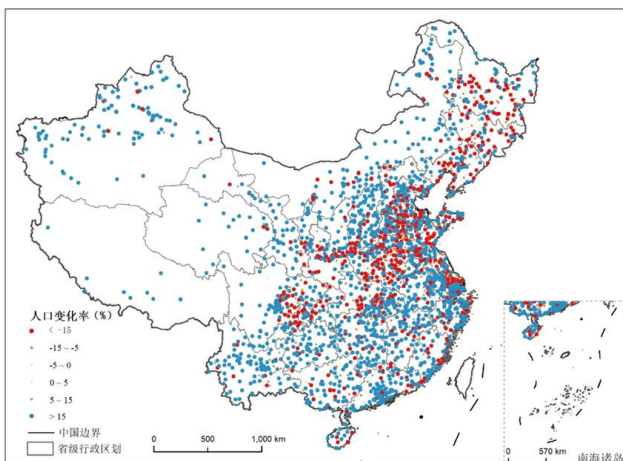 人口变化率（%）
< -15
-15 ~ -5
-5 ~ 0
0 ~ 5
5 ~ 15
> 15
中国边界
省级行政区划
0 500 1,000 km
0 570 km
南海诸岛